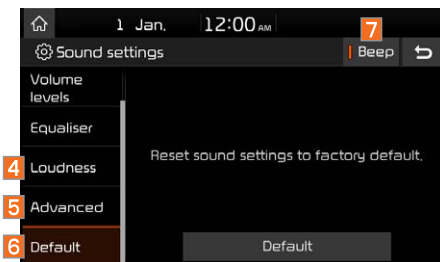 1 Jan. 12:00 AM
7
Sound settings Beep
Volume
levels
Equaliser
Reset sound settings to factory default.
4 Loudness
5 Advanced
6 Default Default